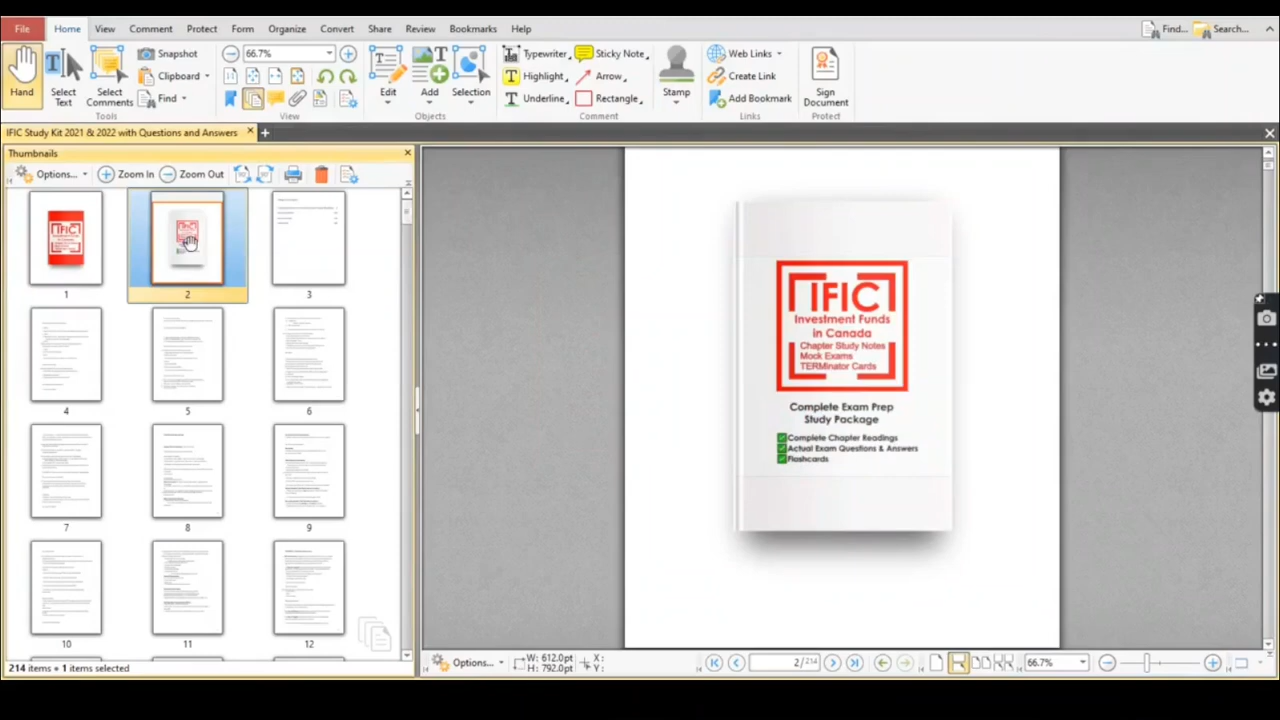 File Home View Comment Protect Form Organize Convert Share Review Bookmarks Help Find... Search...
Hand
Select Text
Select Comments
Snapshot
Clipboard
Find
Tools
66.7%
View
Edit
Add
Selection
Objects
Typewriter
Highlight
Underline
Sticky Note
Arrow
Rectangle
Comment
Stamp
Web Links
Create Link
Add Bookmark
Links
Sign Document
Protect
IFIC Study Kit 2021 & 2022 with Questions and Answers
Thumbnails
Options... Zoom In Zoom Out
IFIC
1
2
3
4
5
6
7
8
9
10
11
12
214 items • 1 items selected
IFIC
Investment Funds
in Canada
Chapter Study Notes
Mock Exams
TERMinator Cards
Complete Exam Prep
Study Package
Complete Chapter Readings
Actual Exam Questions & Answers
Flashcards
Options... W: 612.0pt X:
H: 792.0pt Y:
2 / 214
66.7%